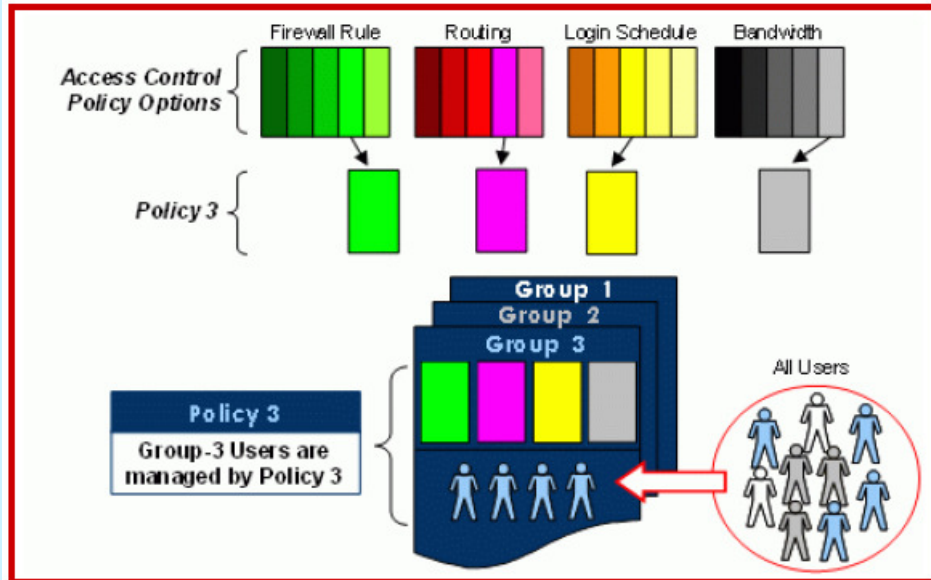 Firewall Rule
Routing
Login Schedule
Bandwidth
Access Control
Policy Options
Policy 3
Group 1
Group 2
Group 3
All Users
Policy 3
Group-3 Users are
managed by Policy 3